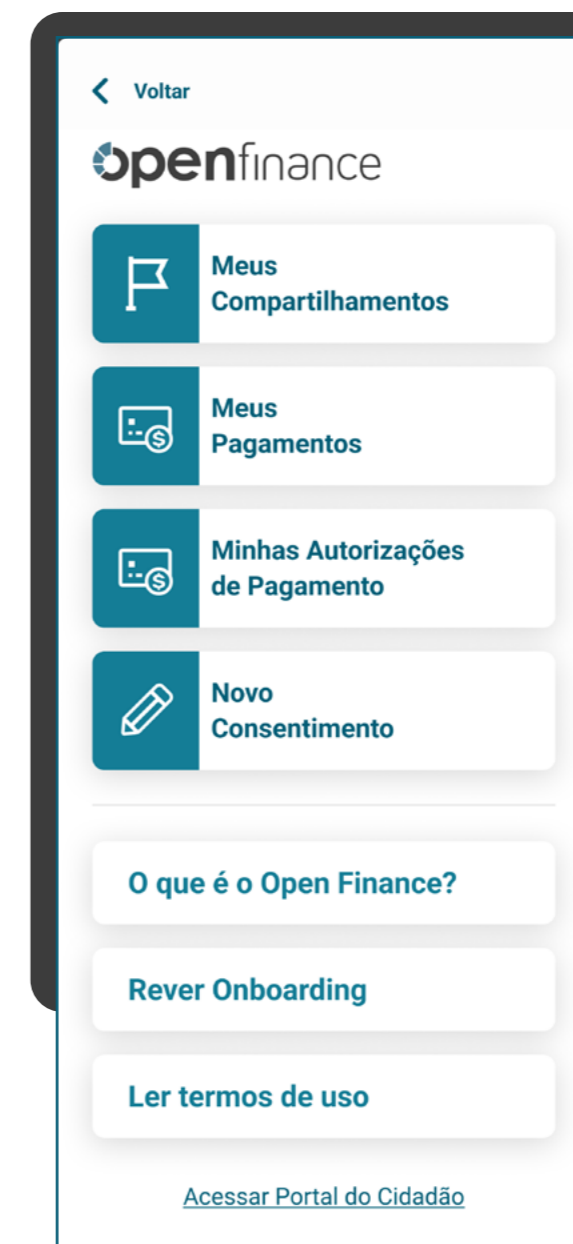 Voltar
openfinance
Meus
Compartilhamentos
Meus
Pagamentos
Minhas Autorizações
de Pagamento
Novo
Consentimento
O que é o Open Finance?
Rever Onboarding
Ler termos de uso
Acessar Portal do Cidadão